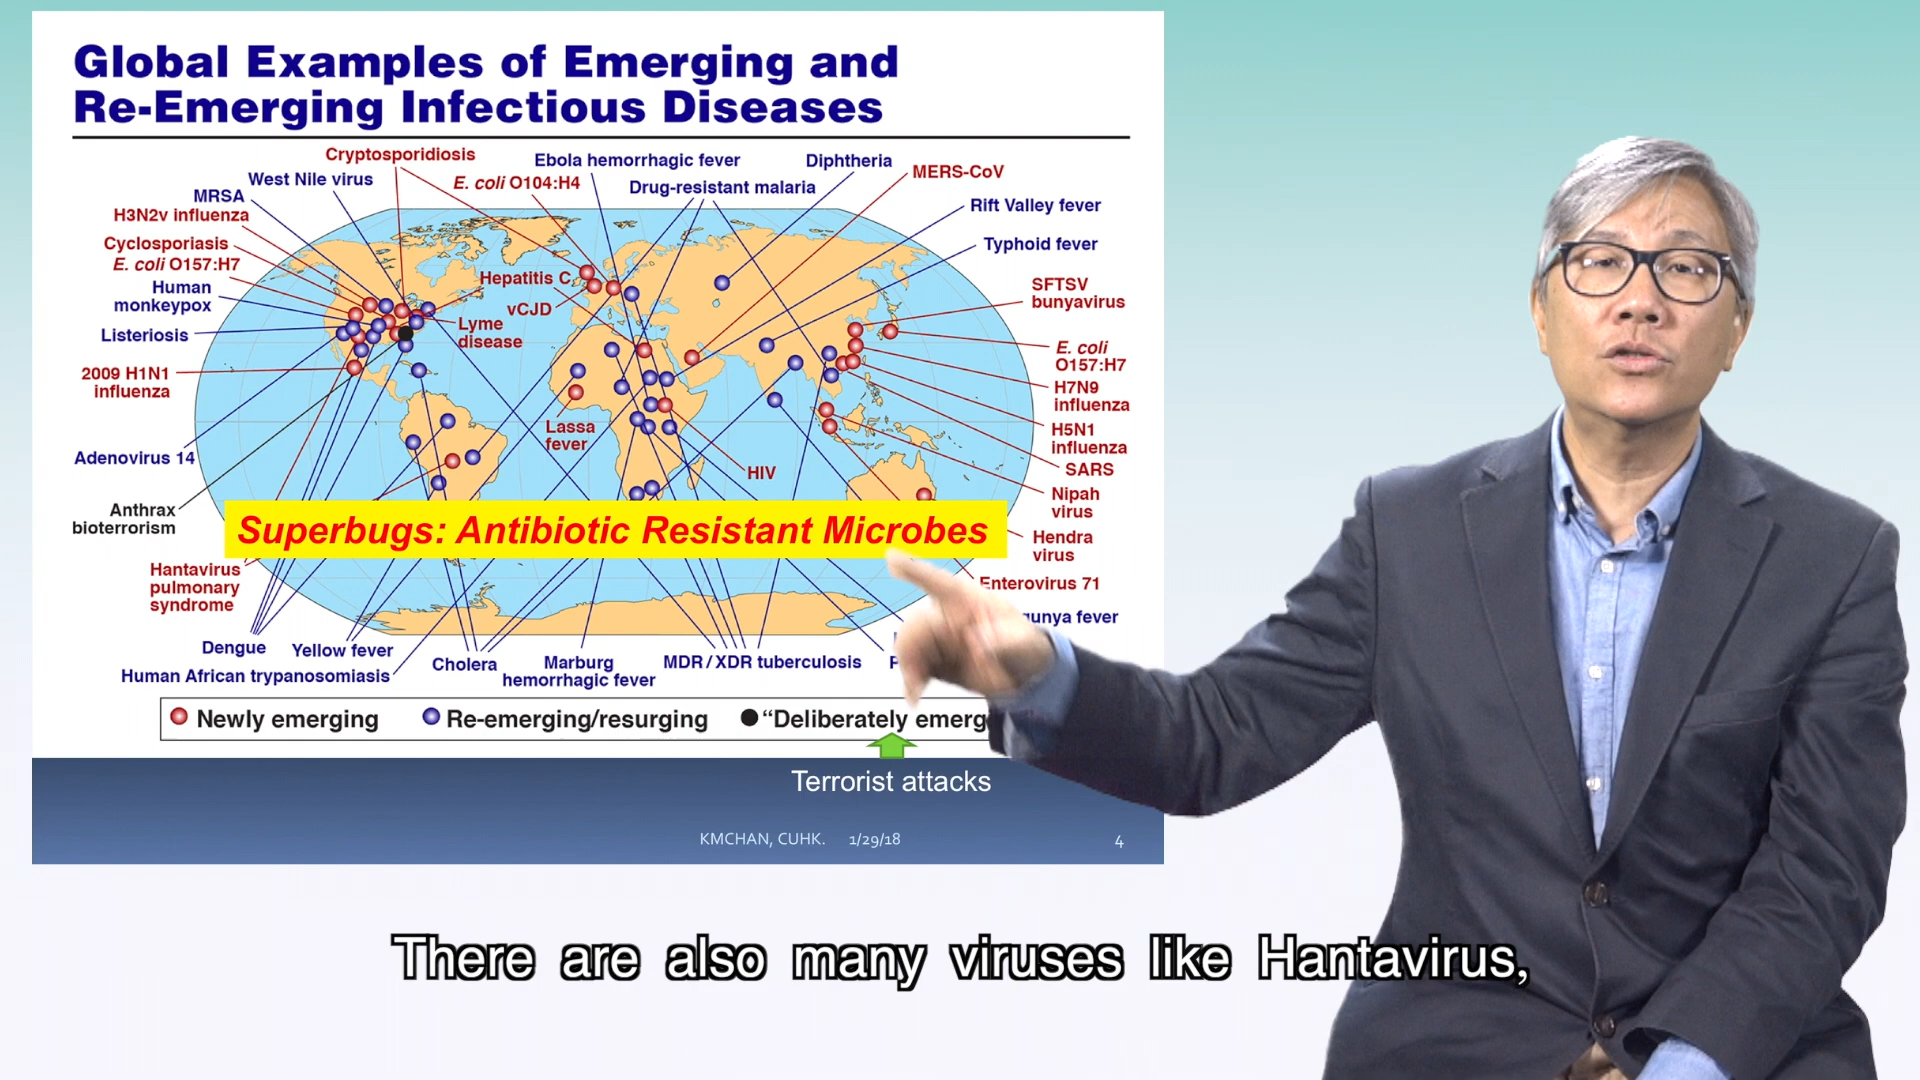 Global Examples of Emerging and
Re-Emerging Infectious Diseases
Cryptosporidiosis
Ebola hemorrhagic fever
Diphtheria
West Nile virus
E. coli O104:H4
Drug-resistant malaria
MERS-CoV
MRSA
H3N2v influenza
Rift Valley fever
Cyclosporiasis
Typhoid fever
E. coli O157:H7
Hepatitis C
Human
monkeypox
SFTSV
bunyavirus
vCJD
Listeriosis
Lyme
disease
E. coli
O157:H7
2009 H1N1
influenza
H7N9
influenza
Lassa
fever
H5N1
influenza
Adenovirus 14
HIV
SARS
Anthrax
bioterrorism
Nipah
virus
Superbugs: Antibiotic Resistant Microbes
Hendra
virus
Hantavirus
pulmonary
syndrome
Enterovirus 71
fever
Dengue
Yellow fever
Human African trypanosomiasis
Cholera
Marburg
hemorrhagic fever
MDR/XDR tuberculosis
Newly emerging
Re-emerging/resurging
"Deliberately
Terrorist attacks
KMCHAN, CUHK. 1/29/18 4
There are also many viruses like Hantavirus,